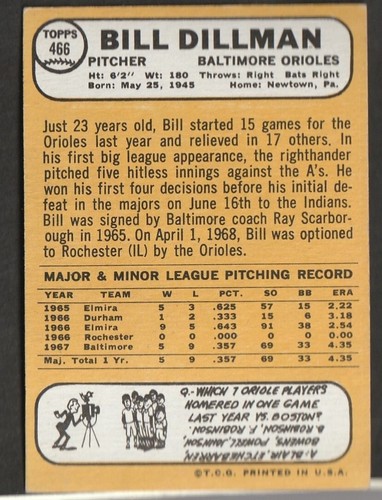 TOPPS
466
BILL DILLMAN
PITCHER BALTIMORE ORIOLES
Ht: 6'2" Wt: 180 Throws: Right Bats Right
Born: May 25, 1945 Home: Newtown, Pa.
Just 23 years old, Bill started 15 games for the
Orioles last year and relieved in 17 others. In
his first big league appearance, the righthander
pitched five hitless innings against the A's. He
won his first four decisions before his initial de-
feat in the majors on June 16th to the Indians.
Bill was signed by Baltimore coach Ray Scarbor-
ough in 1965. On April 1, 1968, Bill was optioned
to Rochester (IL) by the Orioles.
MAJOR & MINOR LEAGUE PITCHING RECORD
YEAR TEAM W L PCT. SO BB ERA
1965 Elmira 5 3 .625 57 15 2.22
1966 Durham 1 2 .333 15 6 3.18
1966 Elmira 9 5 .643 91 38 2.54
1966 Rochester 0 0 .000 0 0 0.00
1967 Baltimore 5 9 .357 69 33 4.35
Maj. Total 1 Yr. 5 9 .357 69 33 4.35
Q.-WHICH 7 ORIOLE PLAYERS
HOMERED IN ONE GAME
LAST YEAR VS. BOSTON?
B. ROBINSON, F. ROBINSON,
BOWENS, POWELL, JOHNSON,
A. BLAIR, ETCHEBARREN,
©T.C.G. PRINTED IN U.S.A.